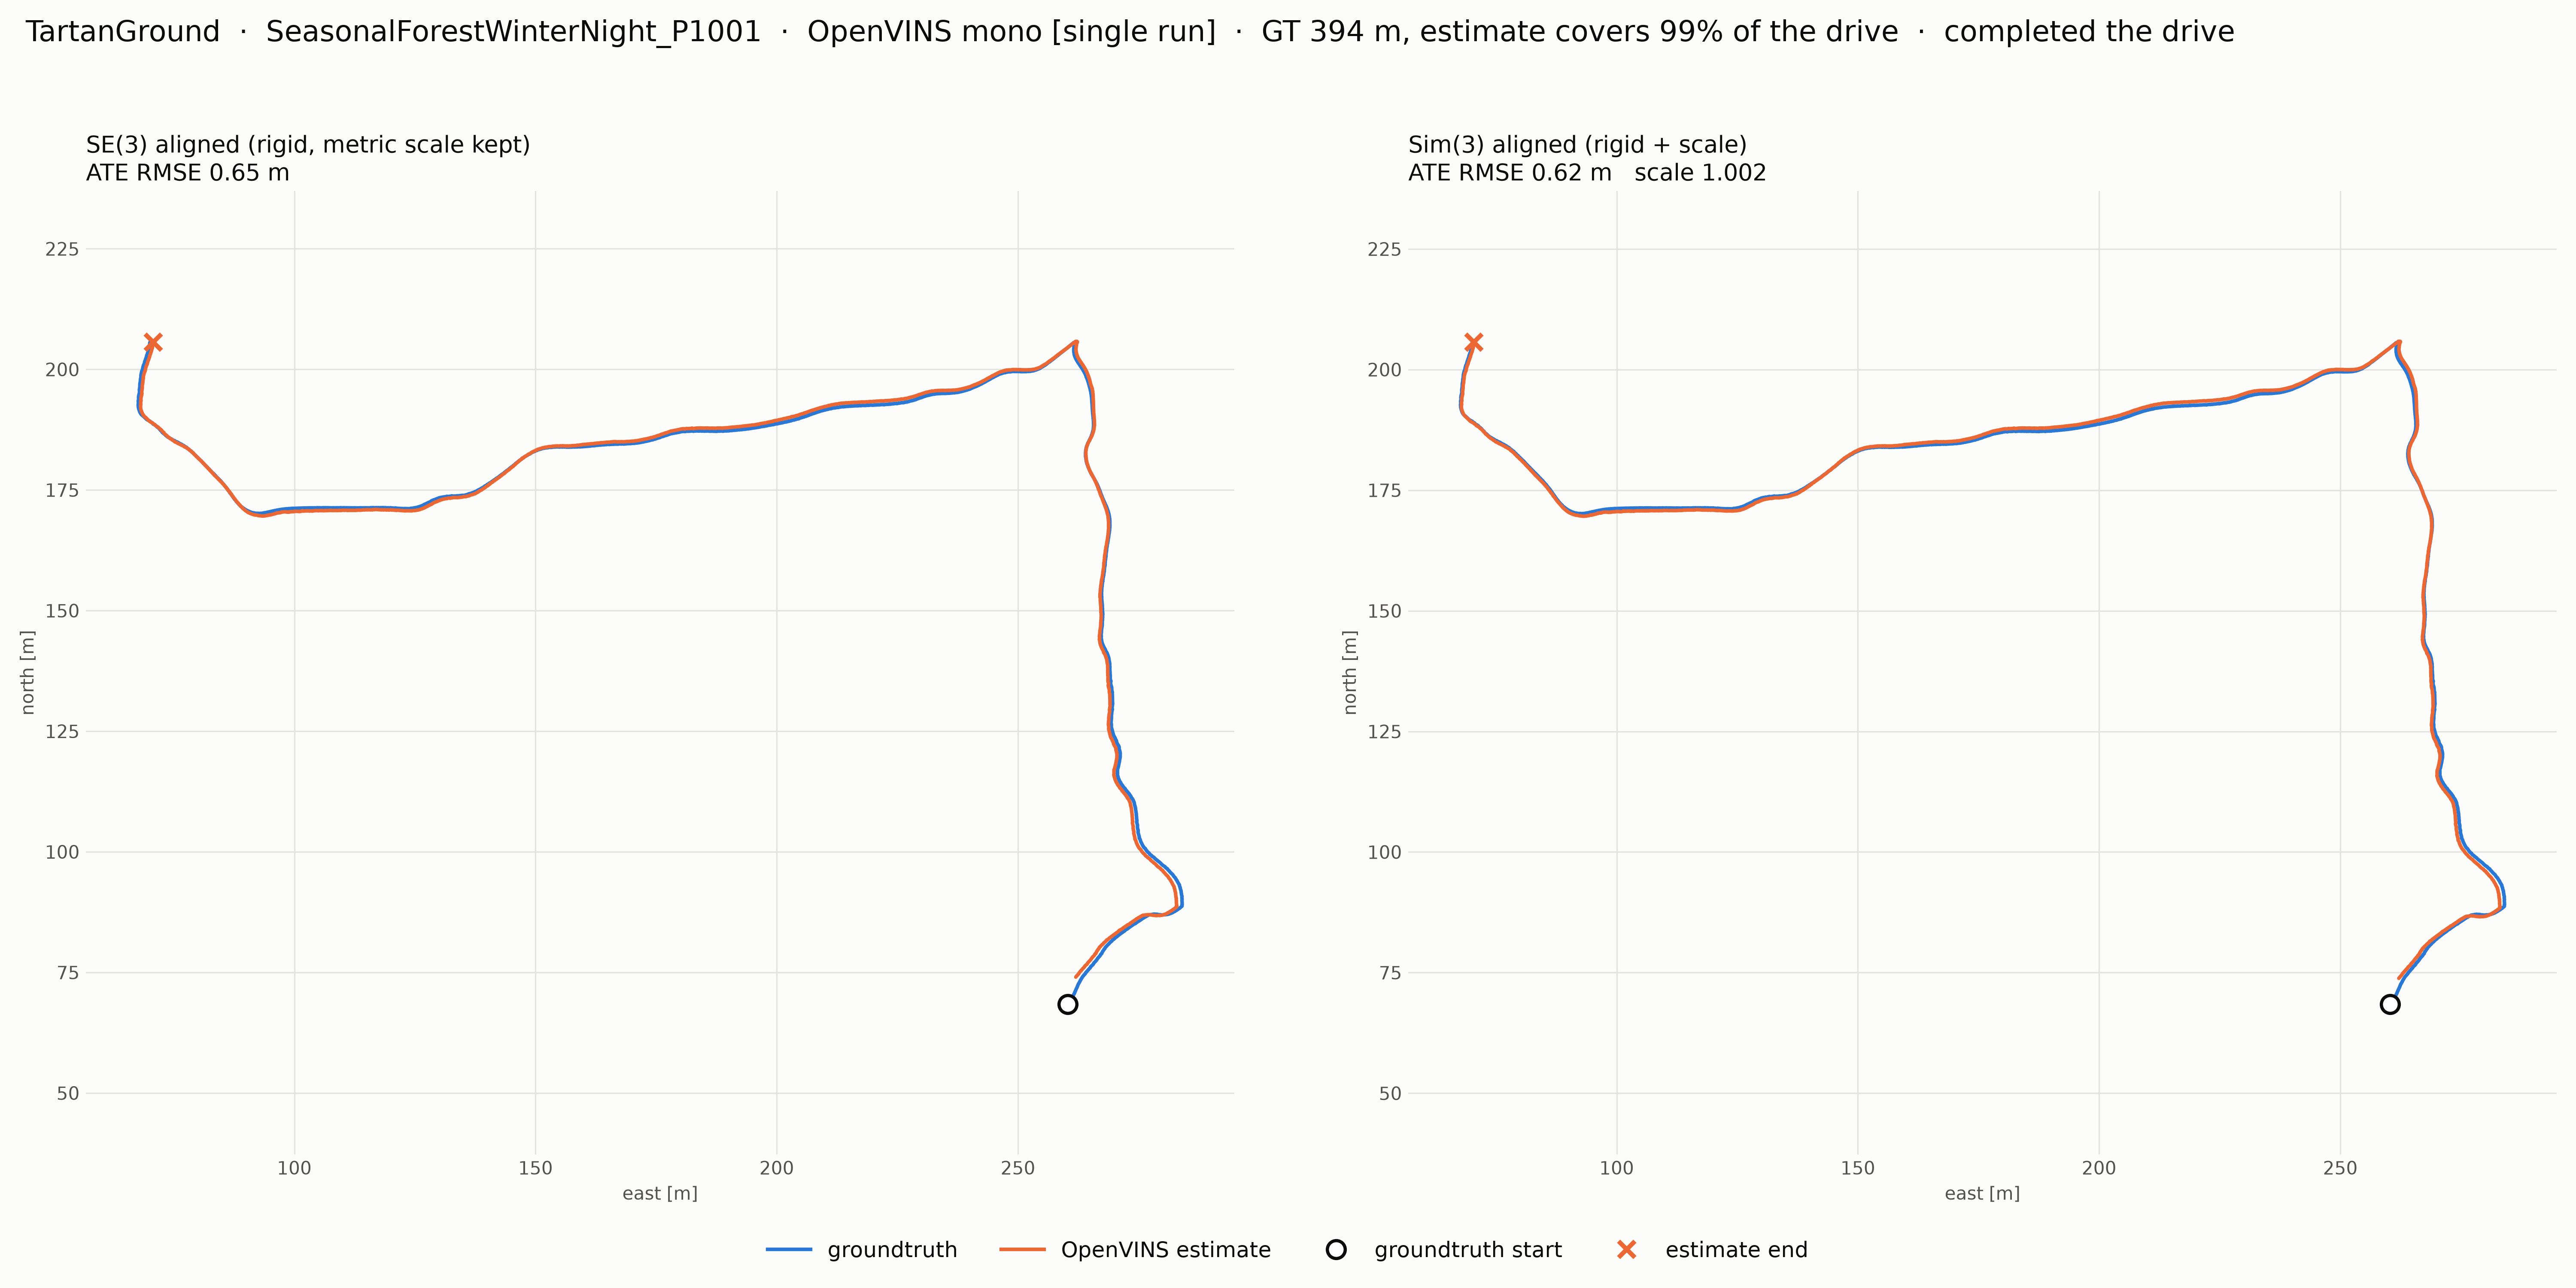 TartanGround · SeasonalForestWinterNight_P1001 · OpenVINS mono [single run] · GT 394 m, estimate covers 99% of the drive · completed the drive
SE(3) aligned (rigid, metric scale kept)
ATE RMSE 0.65 m
225
200
175
150
125
100
75
50
north [m]
100
150
200
250
east [m]
Sim(3) aligned (rigid + scale)
ATE RMSE 0.62 m scale 1.002
225
200
175
150
125
100
75
50
north [m]
100
150
200
250
east [m]
groundtruth
OpenVINS estimate
groundtruth start
estimate end